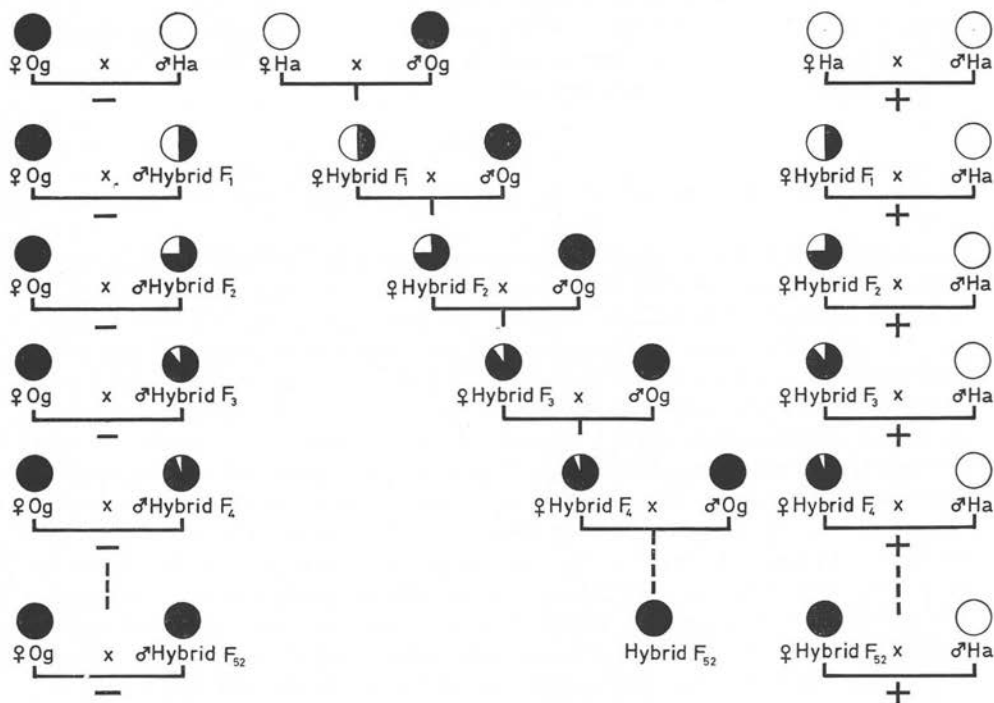 ♀Og x ♂Ha ♀Ha x ♂Og ♀Ha x ♂Ha
− +
♀Og x ♂Hybrid F₁ ♀Hybrid F₁ x ♂Og ♀Hybrid F₁ x ♂Ha
− +
♀Og x ♂Hybrid F₂ ♀Hybrid F₂ x ♂Og ♀Hybrid F₂ x ♂Ha
− +
♀Og x ♂Hybrid F₃ ♀Hybrid F₃ x ♂Og ♀Hybrid F₃ x ♂Ha
− +
♀Og x ♂Hybrid F₄ ♀Hybrid F₄ x ♂Og ♀Hybrid F₄ x ♂Ha
− +
♀Og x ♂Hybrid F₅₂ Hybrid F₅₂ ♀Hybrid F₅₂ x ♂Ha
− +